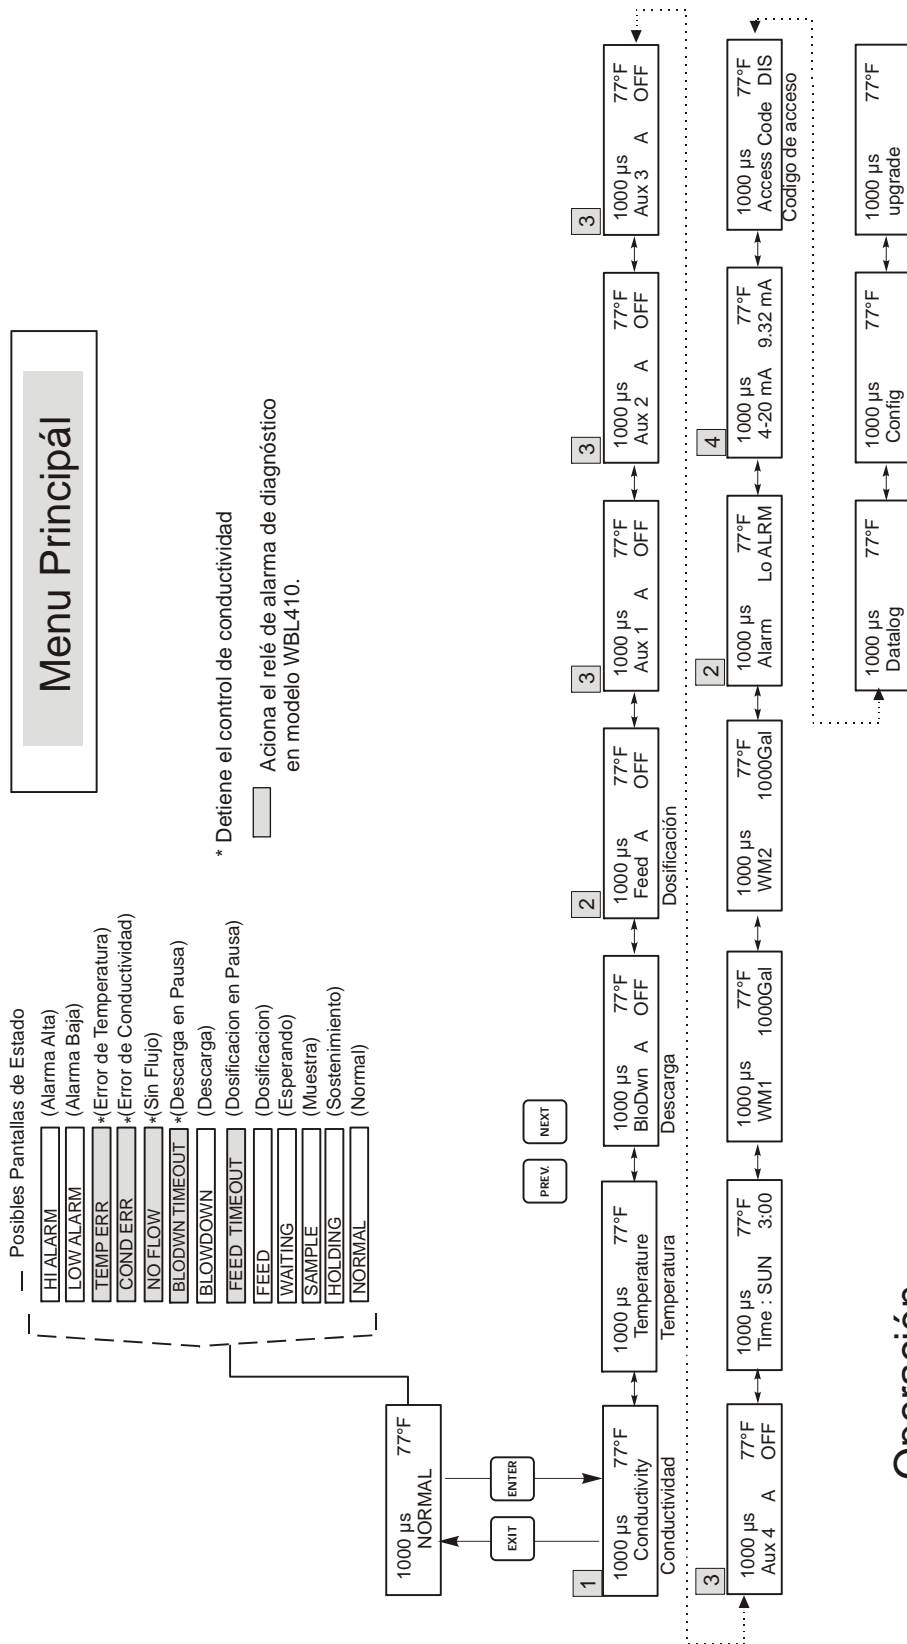 Menu Principál
Posibles Pantallas de Estado
HI ALARM (Alarma Alta)
LOW ALARM (Alarma Baja)
TEMP ERR *(Error de Temperatura)
COND ERR *(Error de Conductividad)
NO FLOW *(Sin Flujo)
BLODWN TIMEOUT *(Descarga en Pausa)
BLOWDOWN (Descarga)
FEED TIMEOUT (Dosificacion en Pausa)
FEED (Dosificacion)
WAITING (Esperando)
SAMPLE (Muestra)
HOLDING (Sostenimiento)
NORMAL (Normal)
* Detiene el control de conductividad
Aciona el relé de alarma de diagnóstico
en modelo WBL410.
1000 µs 77°F
NORMAL
EXIT
ENTER
PREV.
NEXT
1
1000 µs 77°F
Conductivity
Conductividad
1000 µs 77°F
Temperature
Temperatura
1000 µs 77°F
BloDwn A OFF
Descarga
2
1000 µs 77°F
Feed A OFF
Dosificación
3
1000 µs 77°F
Aux 1 A OFF
3
1000 µs 77°F
Aux 2 A OFF
3
1000 µs 77°F
Aux 3 A OFF
3
1000 µs 77°F
Aux 4 A OFF
1000 µs 77°F
Time : SUN 3:00
1000 µs 77°F
WM1 1000Gal
1000 µs 77°F
WM2 1000Gal
2
1000 µs 77°F
Alarm Lo ALRM
4
1000 µs 77°F
4-20 mA 9.32 mA
1000 µs 77°F
Access Code DIS
Codigo de acceso
1000 µs 77°F
Datalog
1000 µs 77°F
Config
1000 µs 77°F
upgrade
Operación